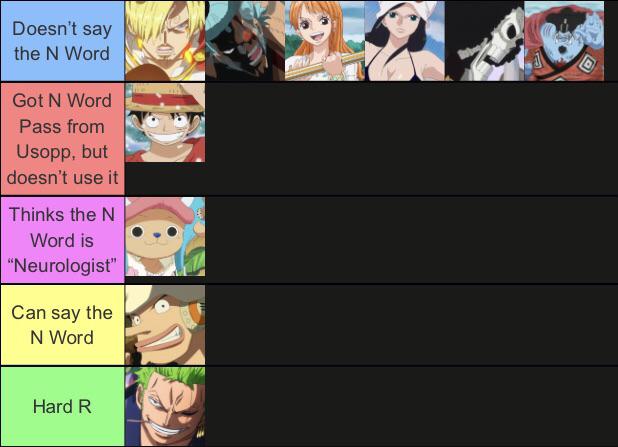 Doesn't say
the N Word
Got N Word
Pass from
Usopp, but
doesn't use it
Thinks the N
Word is
“Neurologist”
Can say the
N Word
Hard R